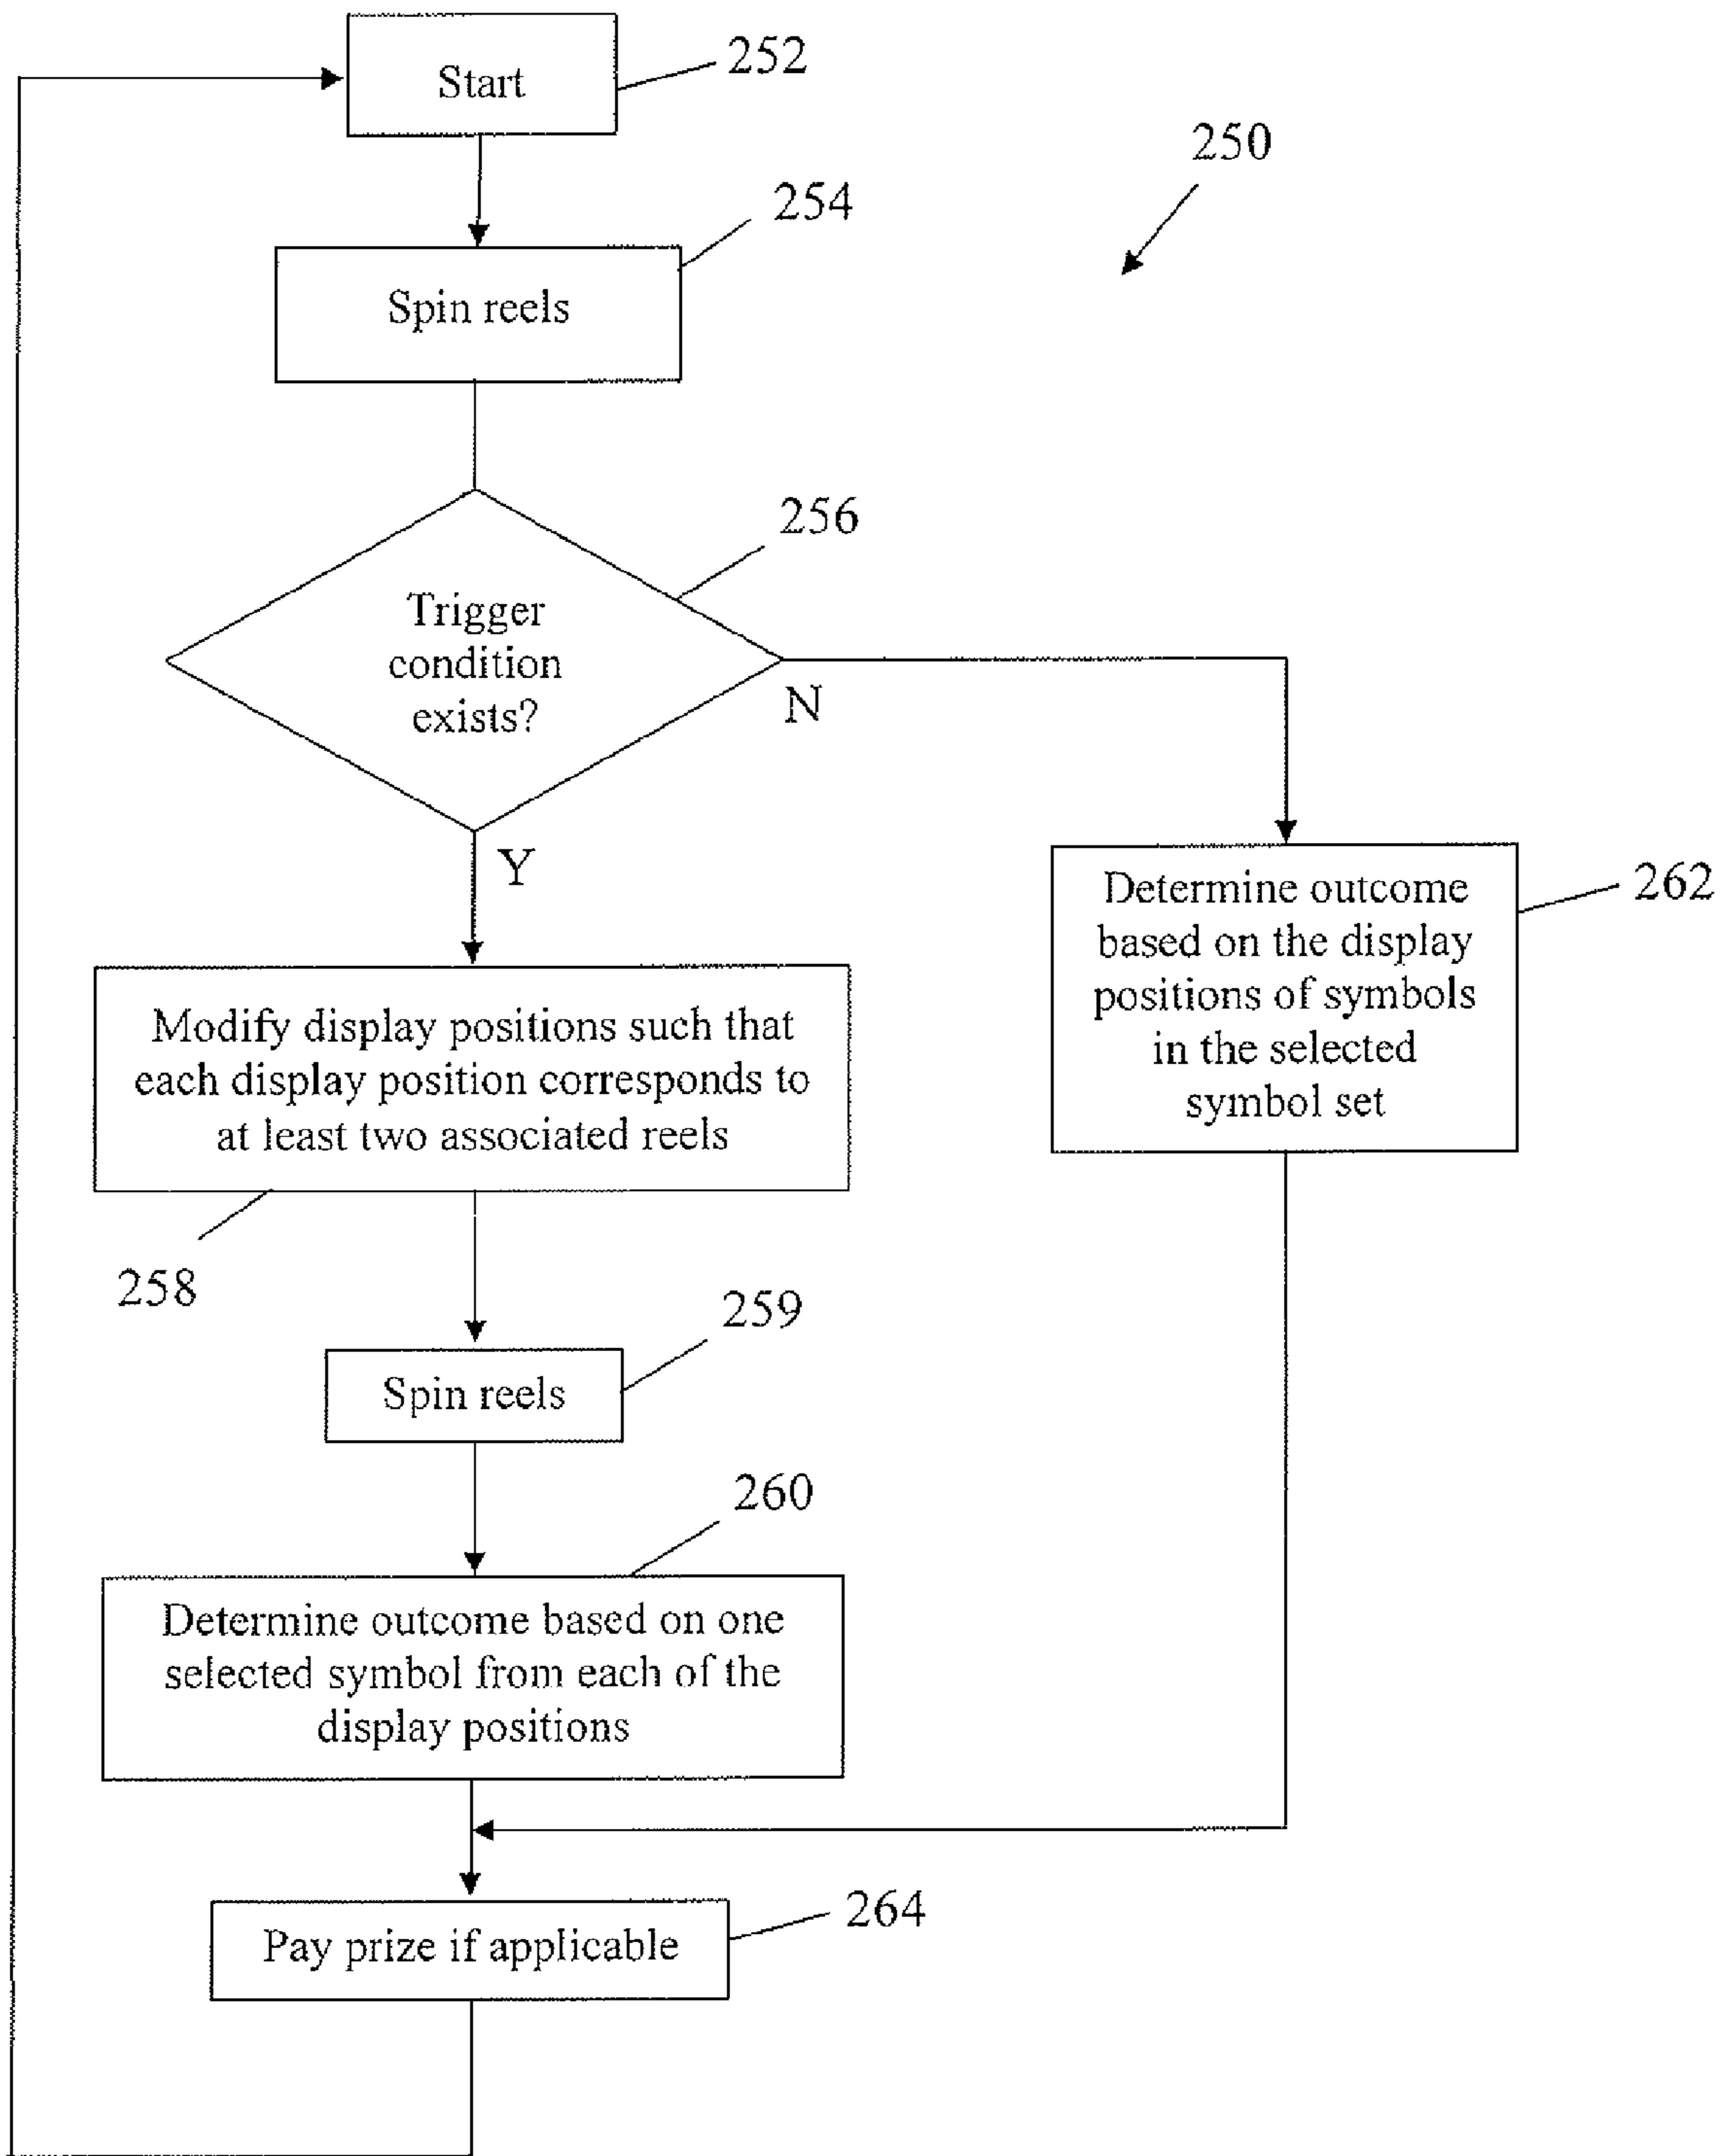 Start
252
250
254
Spin reels
256
Trigger
condition
exists?
N
Y
Determine outcome
based on the display
positions of symbols
in the selected
symbol set
262
Modify display positions such that
each display position corresponds to
at least two associated reels
258
259
Spin reels
260
Determine outcome based on one
selected symbol from each of the
display positions
264
Pay prize if applicable